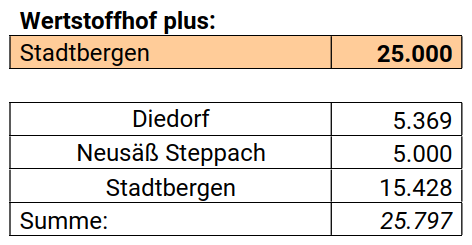 Wertstoffhof plus:
Stadtbergen 25.000
Diedorf 5.369
Neusäß Steppach 5.000
Stadtbergen 15.428
Summe: 25.797